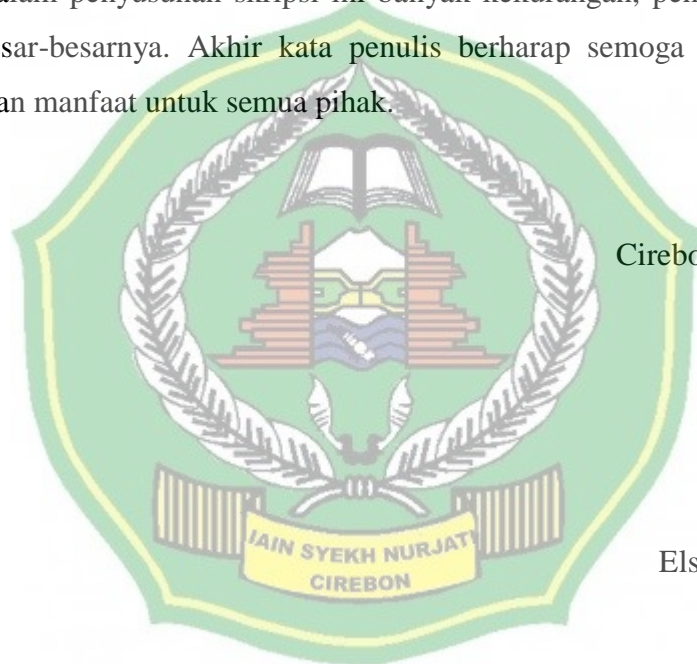 alam penyusunan skripsi ini banyak kekurangan, pen
sar-besarnya. Akhir kata penulis berharap semoga
an manfaat untuk semua pihak.
Cirebo
IAIN SYEKH NURJATI
CIREBON
Els